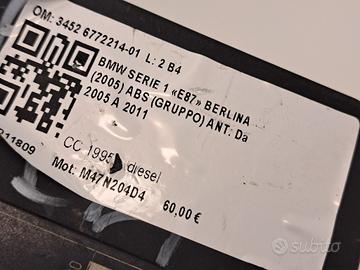 OM: 3452 6772214-01 L: 2 B4
BMW SERIE 1 «E87» BERLINA
(2005) ABS (GRUPPO) ANT. Da
2005 A 2011
CC 1995 diesel
Mot. M47N204D4
60,00 €
211809
subito